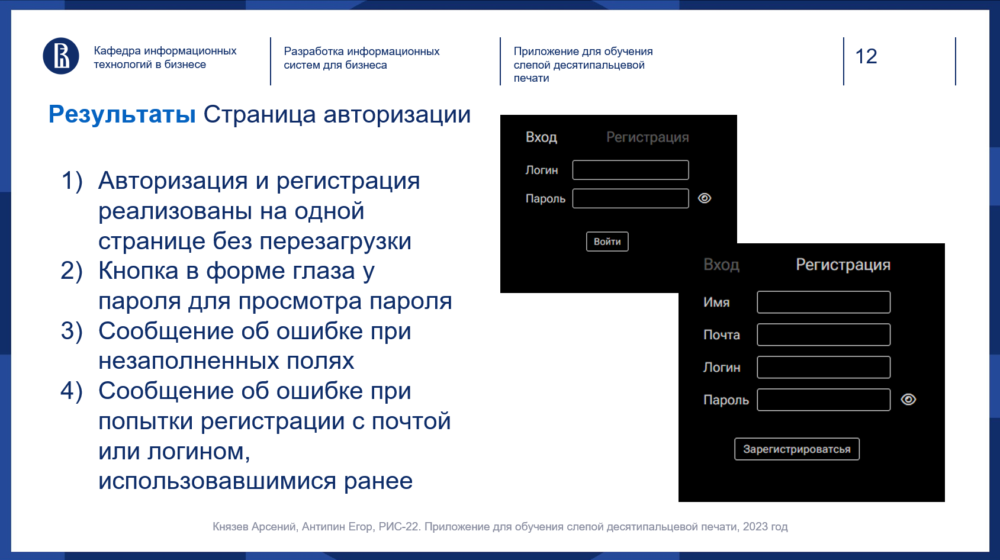 Кафедра информационных
технологий в бизнесе
Разработка информационных
систем для бизнеса
Приложение для обучения
слепой десятипальцевой
печати
12
Результаты Страница авторизации
1) Авторизация и регистрация
реализованы на одной
странице без перезагрузки
2) Кнопка в форме глаза у
пароля для просмотра пароля
3) Сообщение об ошибке при
незаполненных полях
4) Сообщение об ошибке при
попытки регистрации с почтой
или логином,
использовавшимися ранее
Вход Регистрация
Логин
Пароль
Войти
Вход Регистрация
Имя
Почта
Логин
Пароль
Зарегистрироваться
Князев Арсений, Антипин Егор, РИС-22. Приложение для обучения слепой десятипальцевой печати, 2023 год